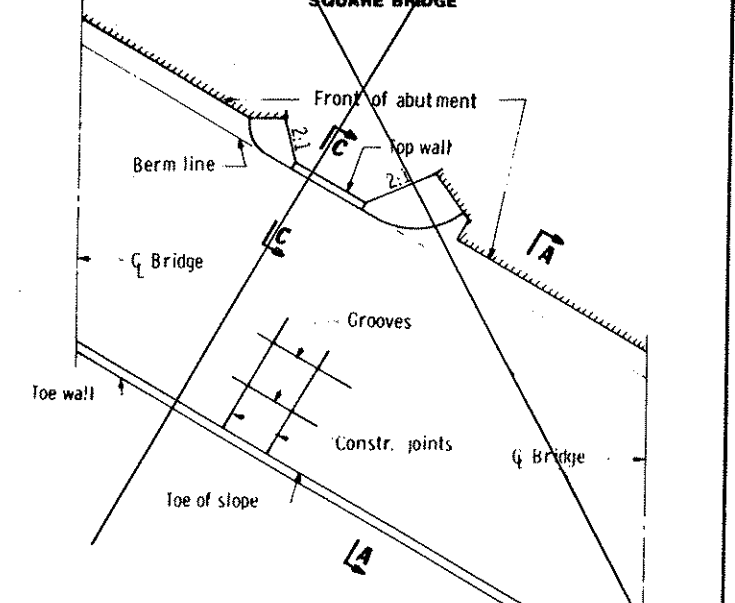 SQUARE BRIDGE
Front of abutment
2:1
C
Top wall
Berm line
2:1
C
A
℄ Bridge
Grooves
Toe wall
Constr. joints
℄ Bridge
Toe of slope
A